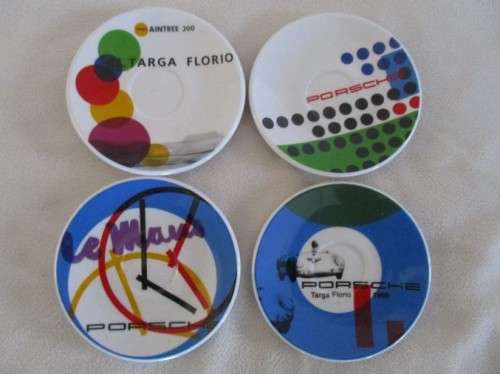 AINTREE 200
TARGA FLORIO
PORSCHE
Le Mans
PORSCHE
PORSCHE
Targa Florio